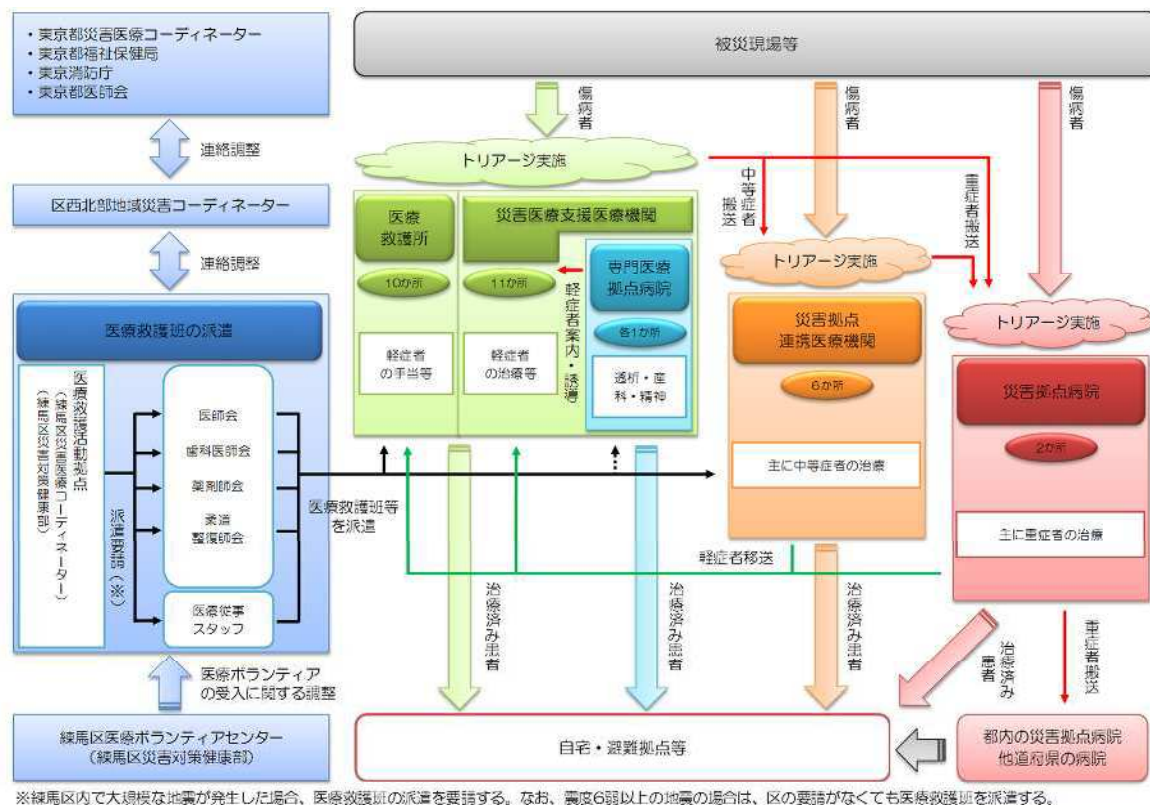 ・東京都災害医療コーディネーター
・東京都福祉保健局
・東京消防庁
・東京都医師会
連絡調整
区西北部地域災害コーディネーター
連絡調整
医療救護班の派遣
医療救護活動拠点
(練馬区災害医療コーディネーター)
(練馬区災害対策健康部)
派遣要請(※)
医師会
歯科医師会
薬剤師会
柔道
整復師会
医療従事
スタッフ
医療救護班等
を派遣
医療ボランティア
の受入に関する調整
練馬区医療ボランティアセンター
(練馬区災害対策健康部)
被災現場等
傷病者
傷病者
傷病者
トリアージ実施
中等症者
搬送
重症者搬送
医療
救護所
10か所
軽症者
の手当等
災害医療支援医療機関
11か所
軽症者
の治療等
軽症者案内・誘導
専門医療
拠点病院
各1か所
透析・産
科・精神
トリアージ実施
災害拠点
連携医療機関
6か所
主に中等症者の治療
トリアージ実施
災害拠点病院
2か所
主に重症者の治療
軽症者移送
治療済み患者
治療済み患者
治療済み患者
治療済み
患者
重症者搬送
自宅・避難拠点等
都内の災害拠点病院
他道府県の病院
※練馬区内で大規模な地震が発生した場合、医療救護班の派遣を要請する。なお、震度6弱以上の地震の場合は、区の要請がなくても医療救護班を派遣する。